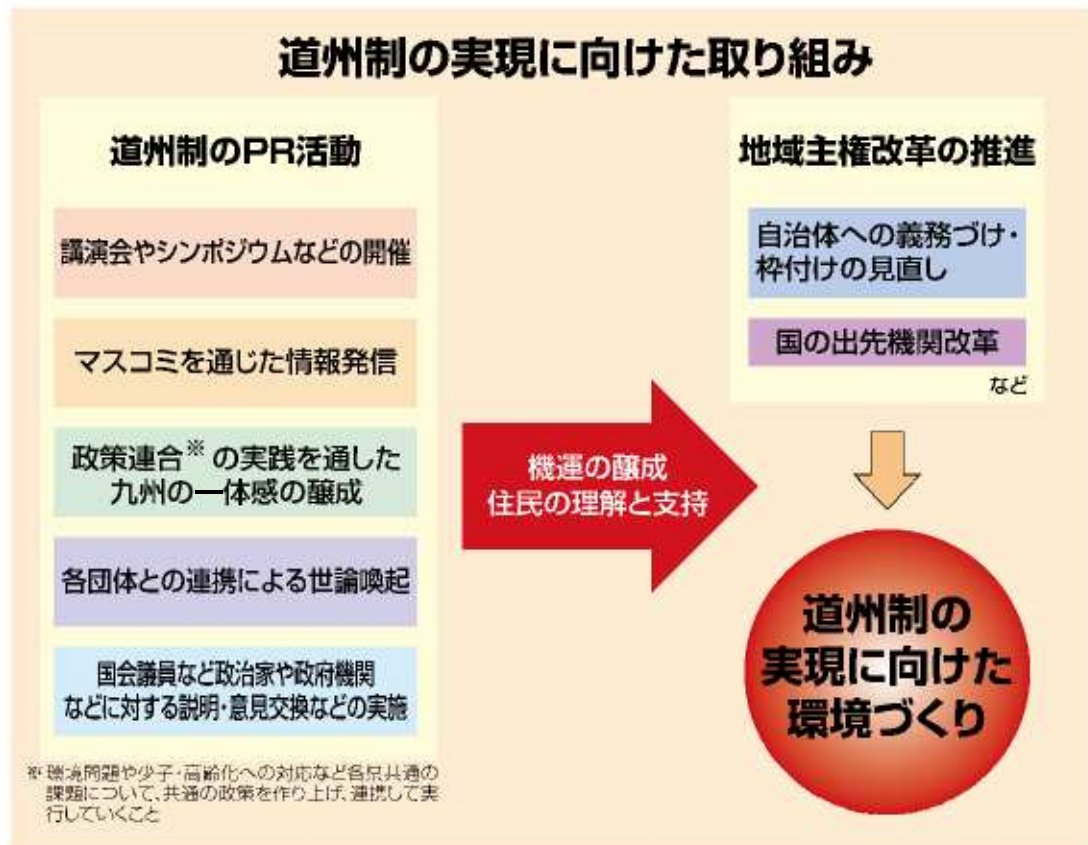 道州制の実現に向けた取り組み
道州制のPR活動
講演会やシンポジウムなどの開催
マスコミを通じた情報発信
政策連合※の実践を通した
九州の一体感の醸成
各団体との連携による世論喚起
国会議員など政治家や政府機関
などに対する説明・意見交換などの実施
※環境問題や少子・高齢化への対応など各県共通の
課題について、共通の政策を作り上げ、連携して実
行していくこと
機運の醸成
住民の理解と支持
地域主権改革の推進
自治体への義務づけ・
枠付けの見直し
国の出先機関改革
など
道州制の
実現に向けた
環境づくり